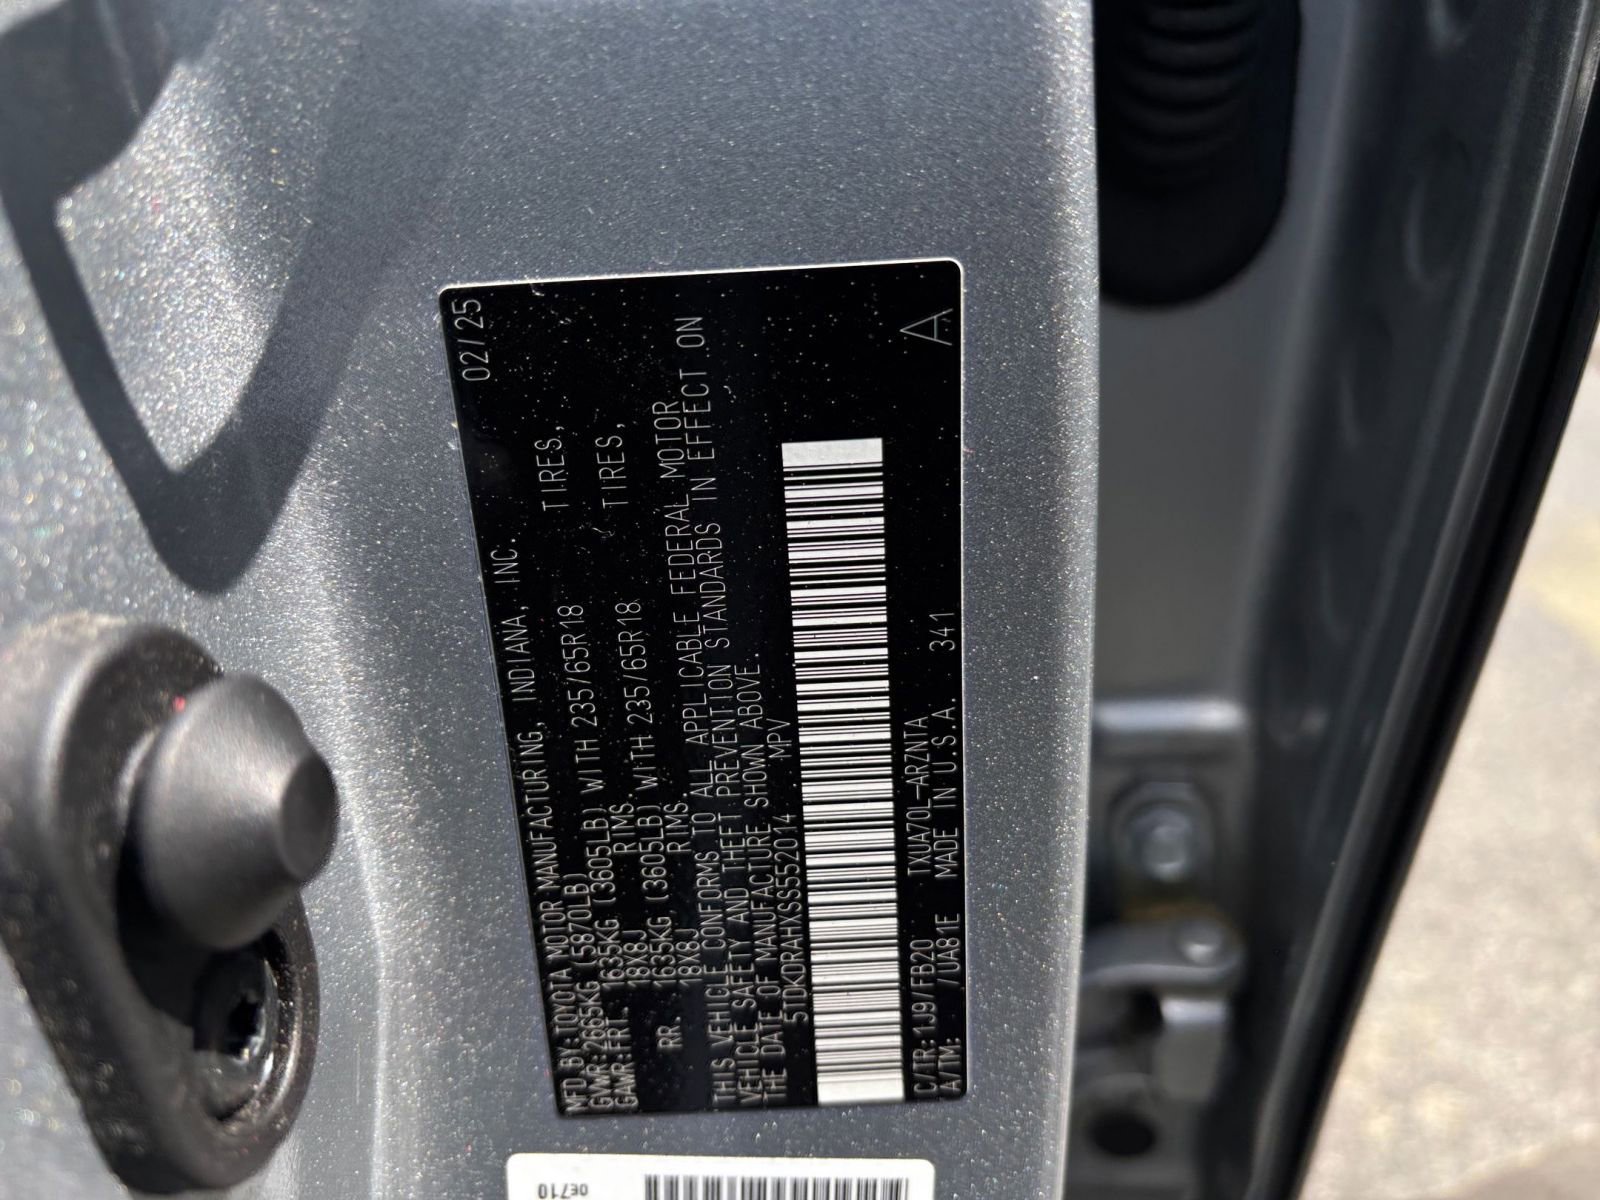 MFD BY:TOYOTA MOTOR MANUFACTURING, INDIANA, INC. 02/25
GVWR:2665KG (5870LB)
GAWR:FRT. 1635KG (3605LB) WITH 235/65R18 TIRES,
18X8J RIMS.
RR. 1635KG,(3605LB) WITH 235/65R18 TIRES,
18X8J RIMS.
THIS VEHICLE CONFORMS TO ALL APPLICABLE FEDERAL MOTOR
VEHICLE SAFETY AND THEFT PREVENTION STANDARDS IN EFFECT ON
THE DATE OF MANUFACTURE SHOWN ABOVE.
5TDKDRAHXSS552014 MPV
C/TR:1J9/FB20 TXUA70L-ARZNTA
A/TM: /UA81E MADE IN U.S.A. 341
A
0E710